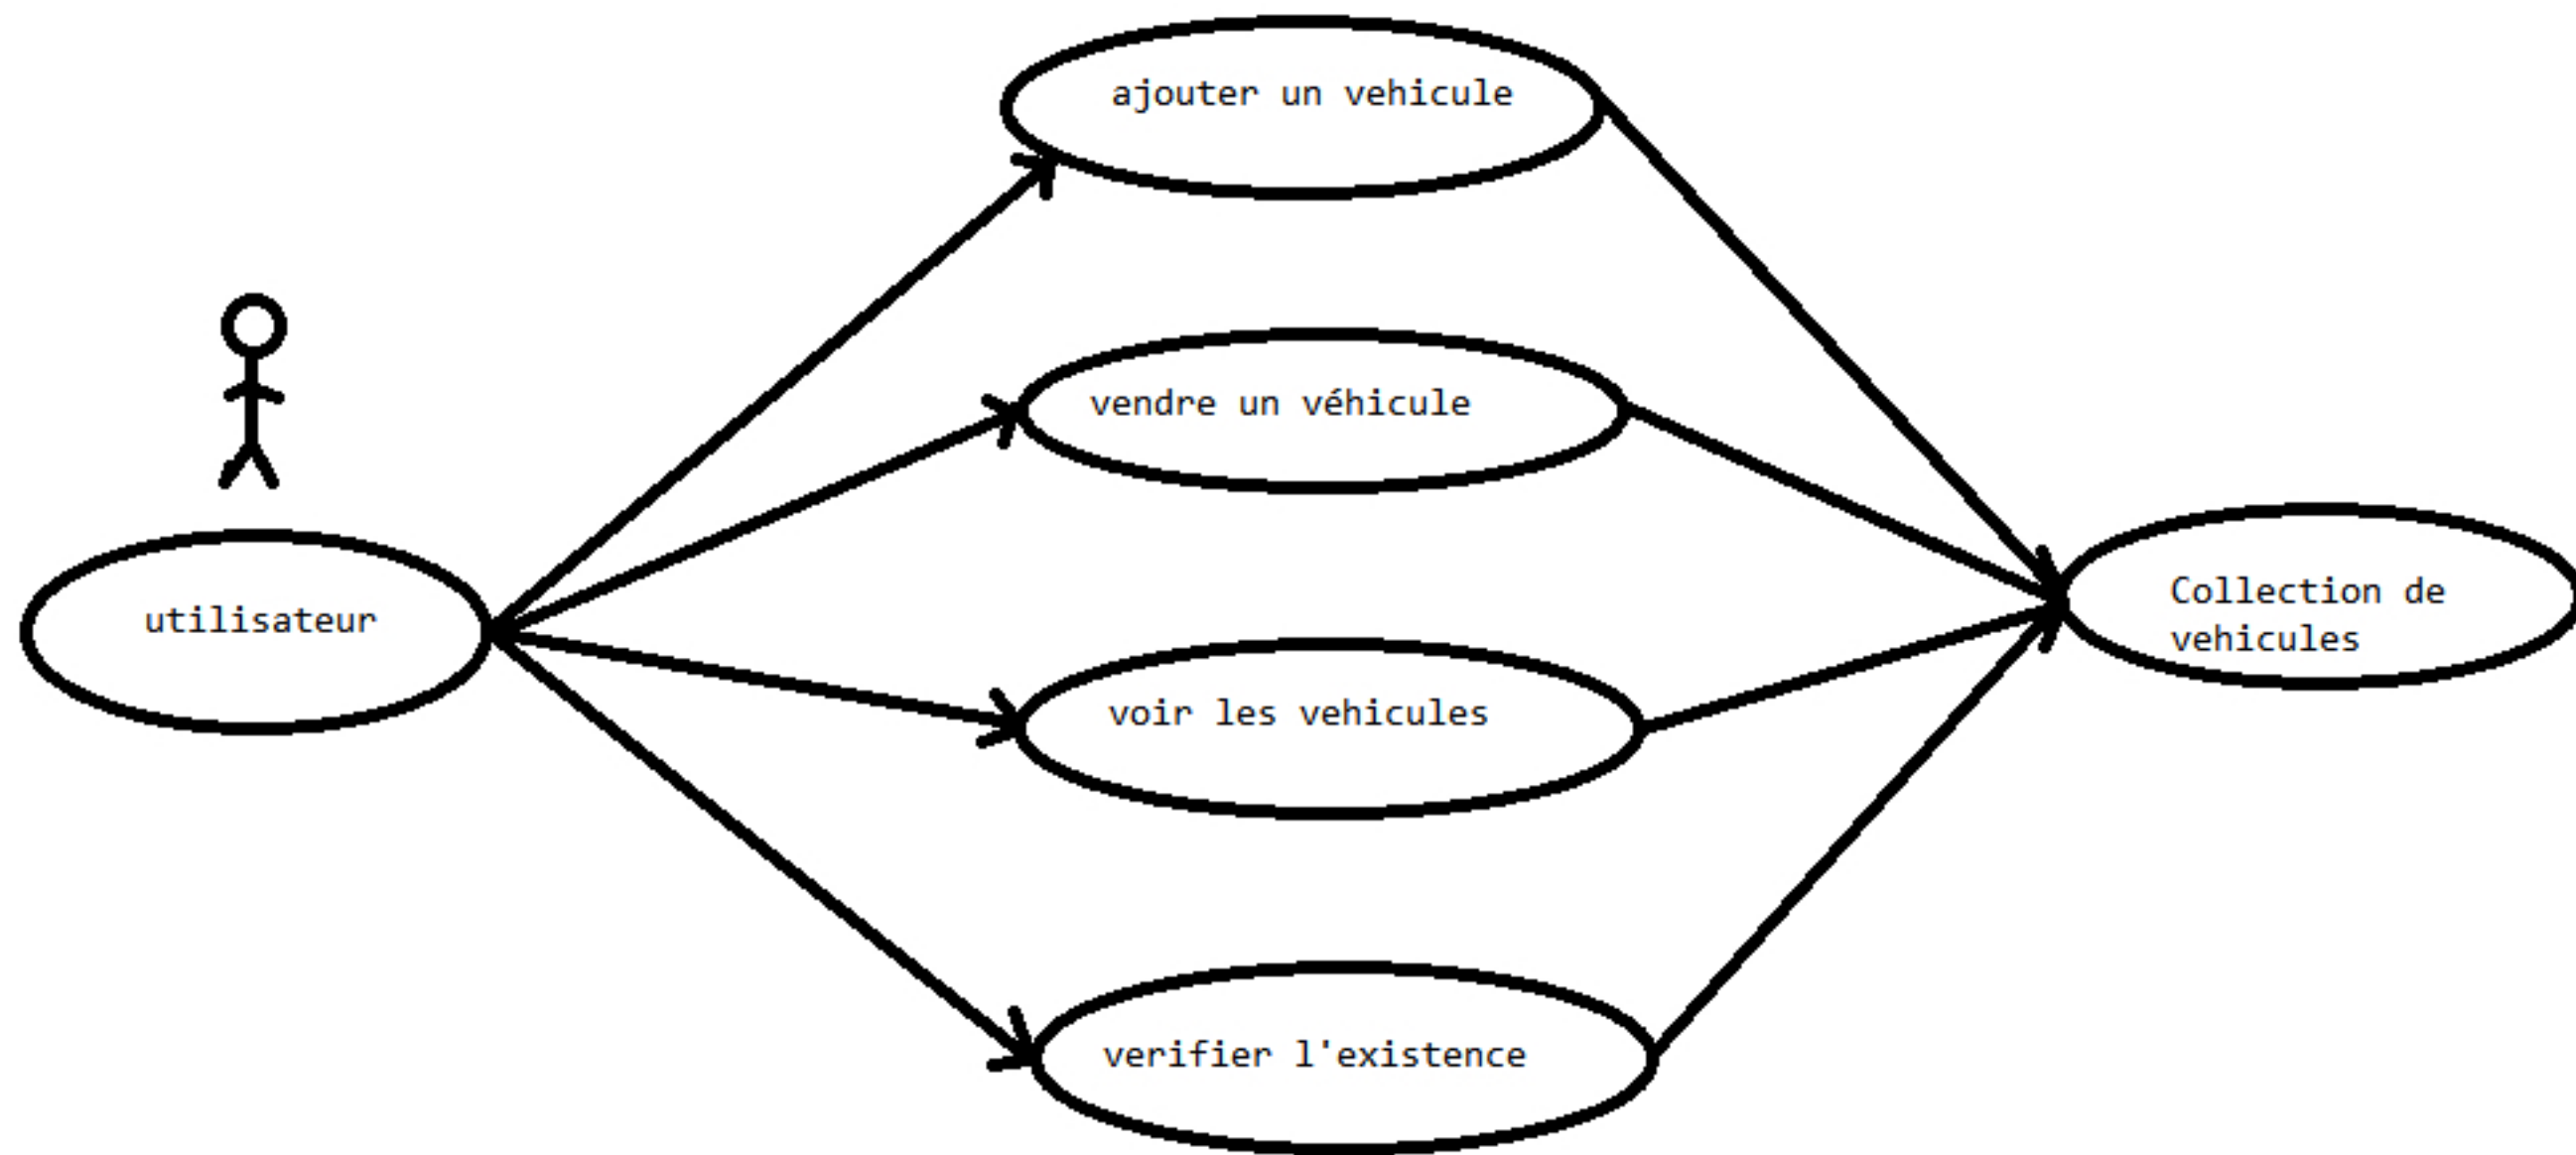 ajouter un vehicule
vendre un véhicule
utilisateur
Collection de
vehicules
voir les vehicules
verifier l'existence